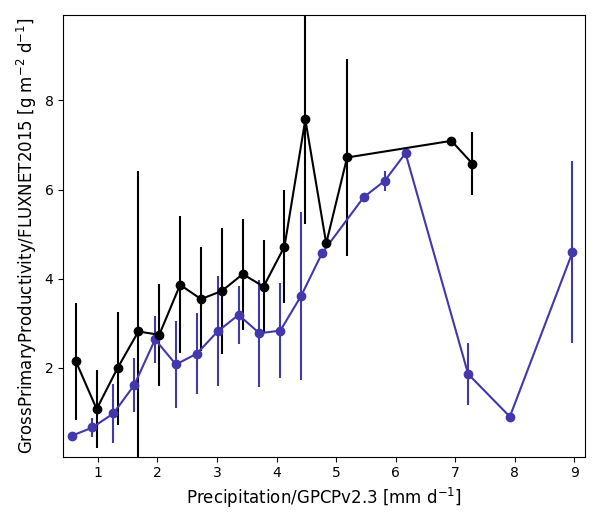 GrossPrimaryProductivity/FLUXNET2015 [g m⁻² d⁻¹]
8
6
4
2
1 2 3 4 5 6 7 8 9
Precipitation/GPCPv2.3 [mm d⁻¹]